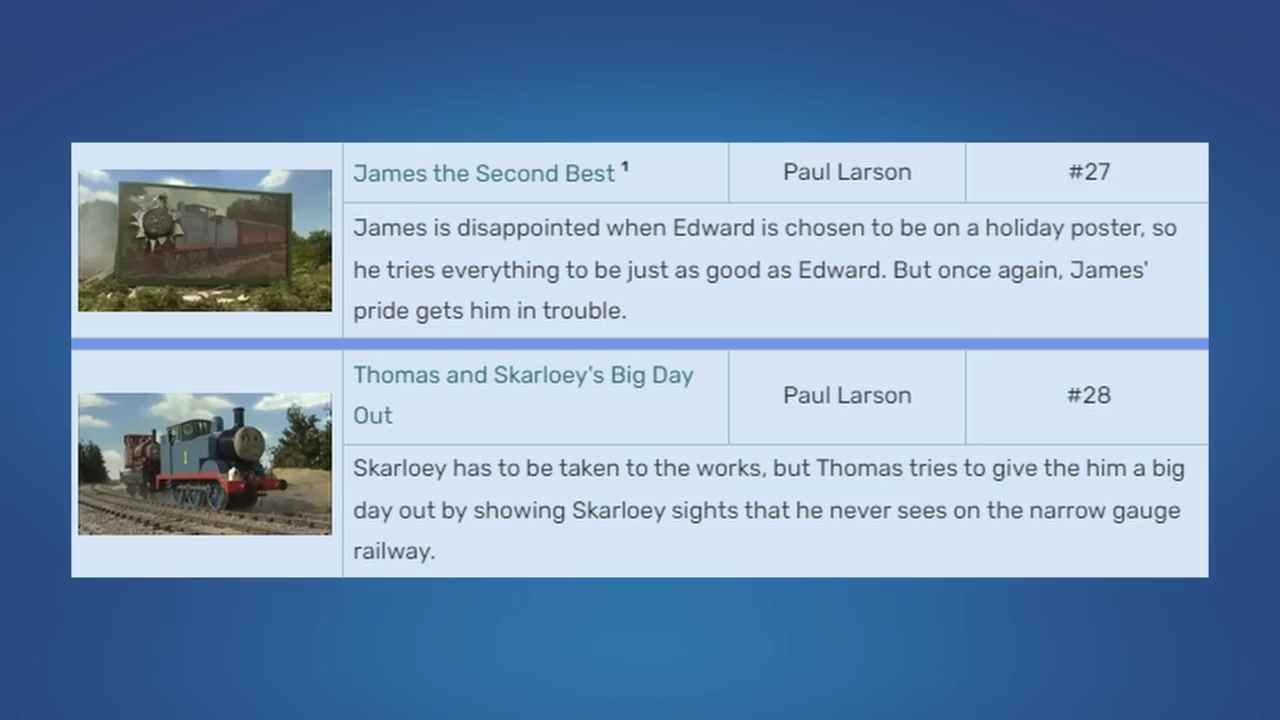 James the Second Best ¹
Paul Larson
#27
James is disappointed when Edward is chosen to be on a holiday poster, so
he tries everything to be just as good as Edward. But once again, James'
pride gets him in trouble.
Thomas and Skarloey's Big Day
Out
Paul Larson
#28
Skarloey has to be taken to the works, but Thomas tries to give the him a big
day out by showing Skarloey sights that he never sees on the narrow gauge
railway.
1